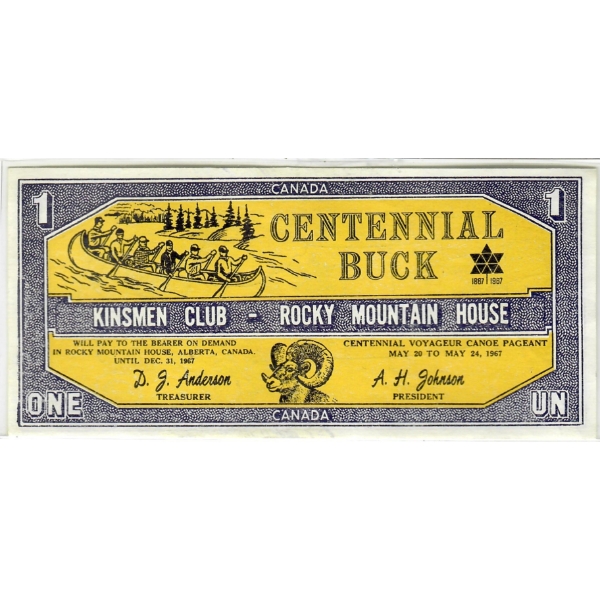 CANADA
1 1
CENTENNIAL
BUCK
1867 1967
KINSMEN CLUB - ROCKY MOUNTAIN HOUSE
WILL PAY TO THE BEARER ON DEMAND
IN ROCKY MOUNTAIN HOUSE, ALBERTA, CANADA.
UNTIL DEC. 31, 1967
D. J. Anderson
TREASURER
CENTENNIAL VOYAGEUR CANOE PAGEANT
MAY 20 TO MAY 24, 1967
A. H. Johnson
PRESIDENT
ONE UN
CANADA